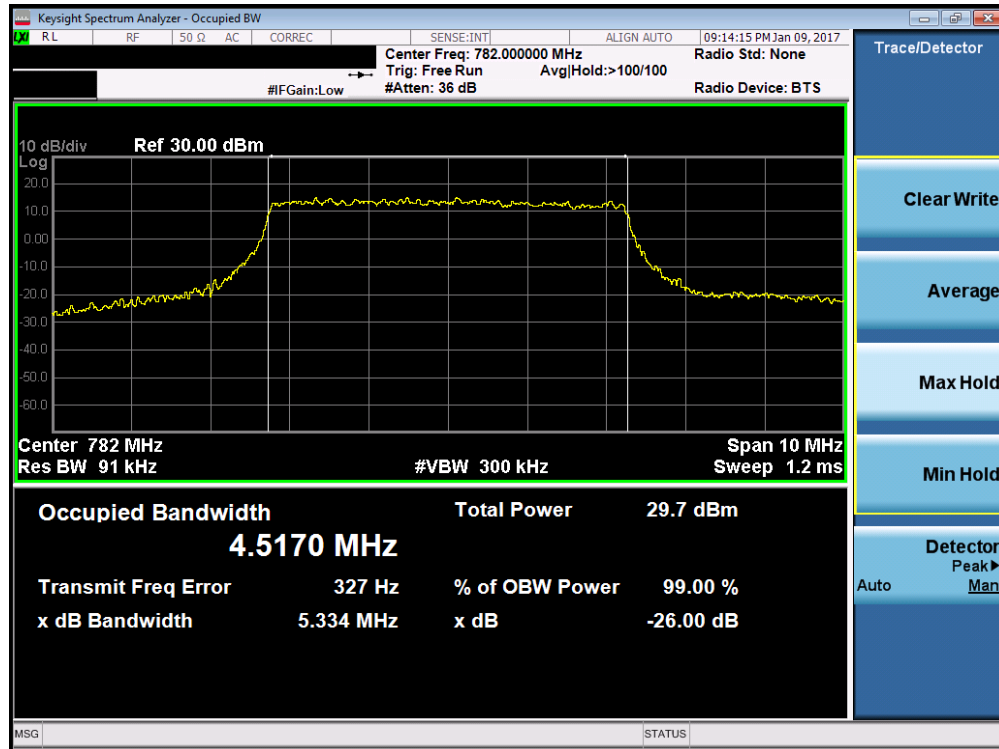 Keysight Spectrum Analyzer - Occupied BW
LXI RL RF 50 Ω AC CORREC SENSE:INT ALIGN AUTO 09:14:15 PM Jan 09, 2017
Center Freq: 782.000000 MHz Radio Std: None
Trig: Free Run Avg|Hold:>100/100
#IFGain:Low #Atten: 36 dB Radio Device: BTS
Trace/Detector
10 dB/div Ref 30.00 dBm
Log
20.0
10.0
0.00
-10.0
-20.0
-30.0
-40.0
-50.0
-60.0
Center 782 MHz Span 10 MHz
Res BW 91 kHz #VBW 300 kHz Sweep 1.2 ms
Occupied Bandwidth Total Power 29.7 dBm
4.5170 MHz
Transmit Freq Error 327 Hz % of OBW Power 99.00 %
x dB Bandwidth 5.334 MHz x dB -26.00 dB
Clear Write
Average
Max Hold
Min Hold
Detector
Peak▶
Auto Man
MSG STATUS